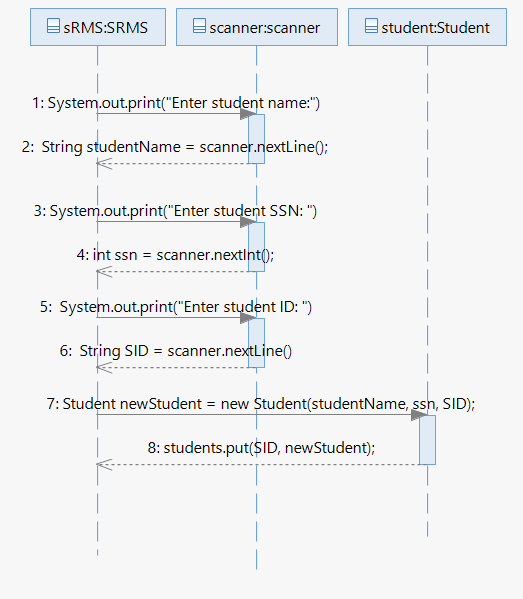 sRMS:SRMS
scanner:scanner
student:Student
1: System.out.print("Enter student name:")
2:  String studentName = scanner.nextLine();
3: System.out.print("Enter student SSN: ")
4: int ssn = scanner.nextInt();
5:  System.out.print("Enter student ID: ")
6:  String SID = scanner.nextLine()
7: Student newStudent = new Student(studentName, ssn, SID);
8: students.put(SID, newStudent);